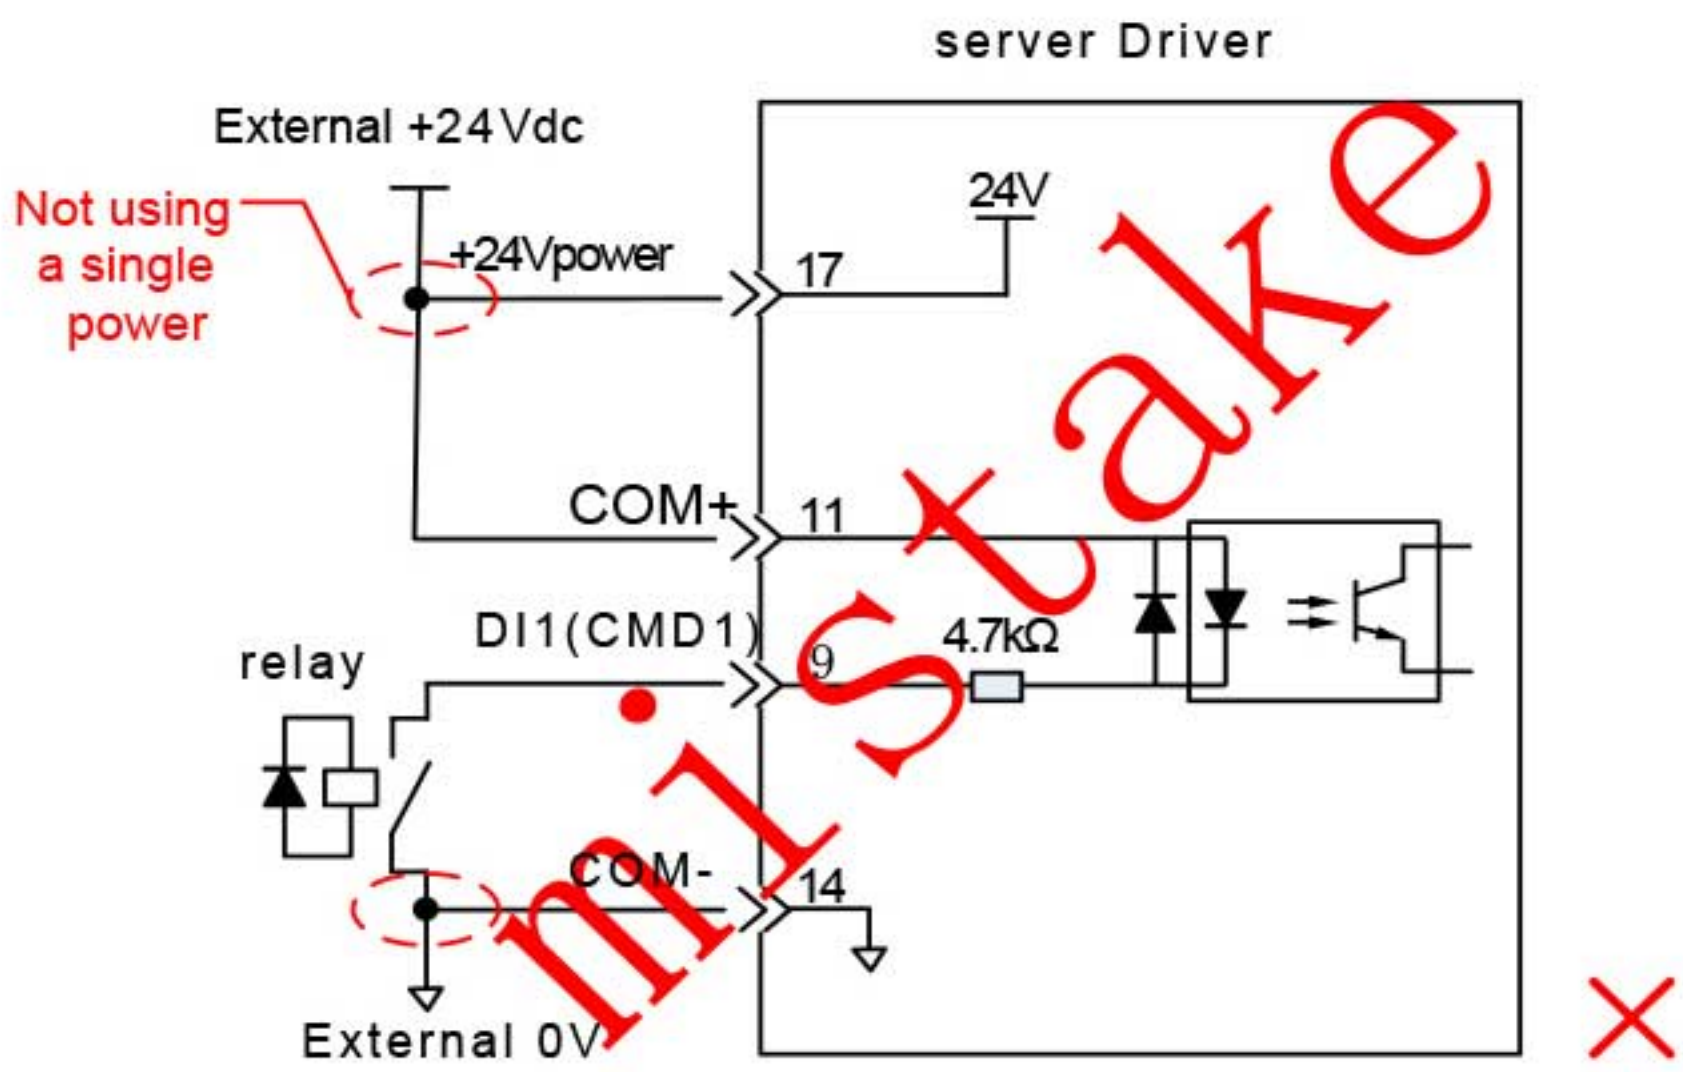 server Driver
External +24Vdc
Not using
a single
power
+24Vpower
17
24V
COM+
11
DI1(CMD1)
9
4.7kΩ
relay
COM-
14
External 0V
mistake